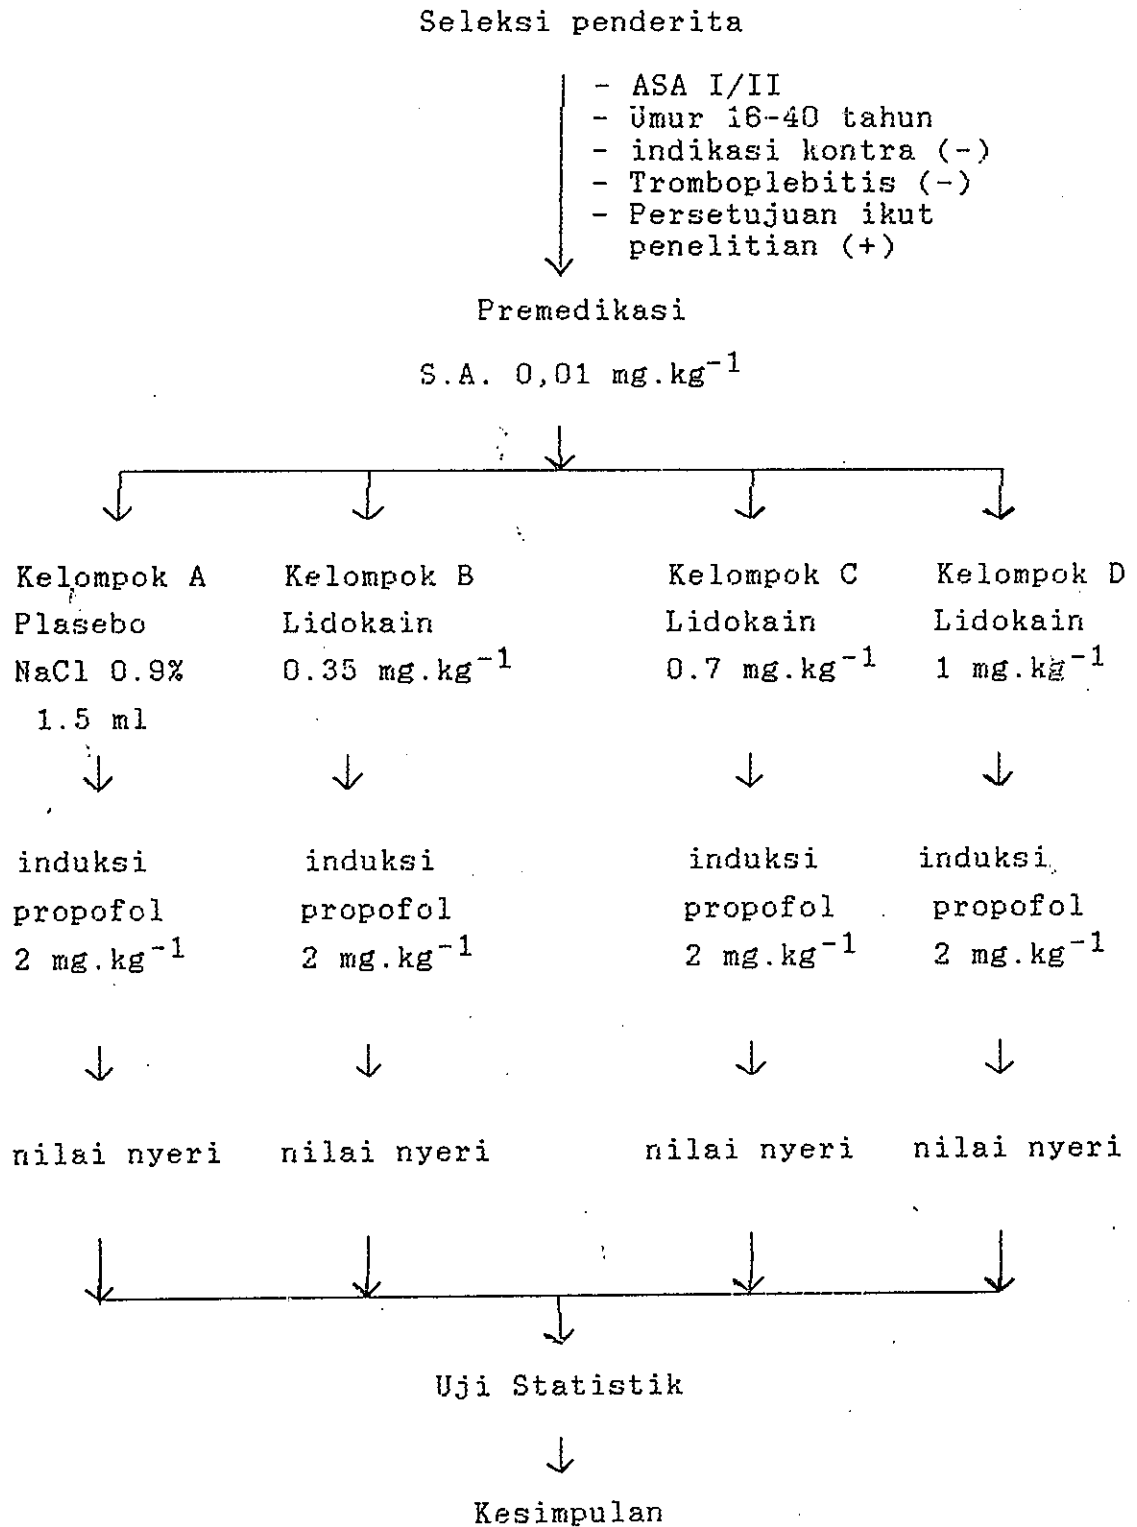 Seleksi penderita
- ASA I/II
- Umur 16-40 tahun
- indikasi kontra (-)
- Tromboplebitis (-)
- Persetujuan ikut
penelitian (+)
Premedikasi
S.A. 0,01 mg.kg⁻¹
Kelompok A Kelompok B Kelompok C Kelompok D
Plasebo Lidokain Lidokain Lidokain
NaCl 0.9% 0.35 mg.kg⁻¹ 0.7 mg.kg⁻¹ 1 mg.kg⁻¹
1.5 ml
induksi induksi induksi induksi
propofol propofol propofol propofol
2 mg.kg⁻¹ 2 mg.kg⁻¹ 2 mg.kg⁻¹ 2 mg.kg⁻¹
nilai nyeri nilai nyeri nilai nyeri nilai nyeri
Uji Statistik
Kesimpulan